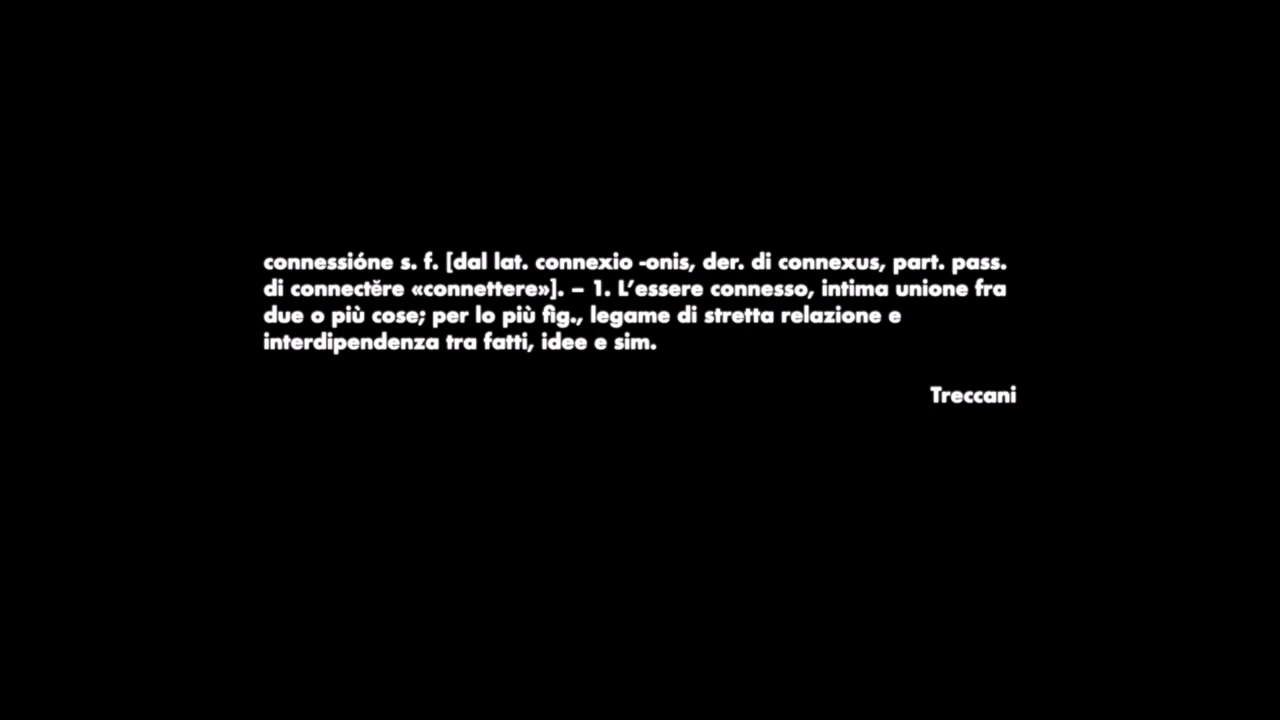 connessióne s. f. [dal lat. connexio -onis, der. di connexus, part. pass.
di connectĕre «connettere»]. – 1. L’essere connesso, intima unione fra
due o più cose; per lo più fig., legame di stretta relazione e
interdipendenza tra fatti, idee e sim.
Treccani